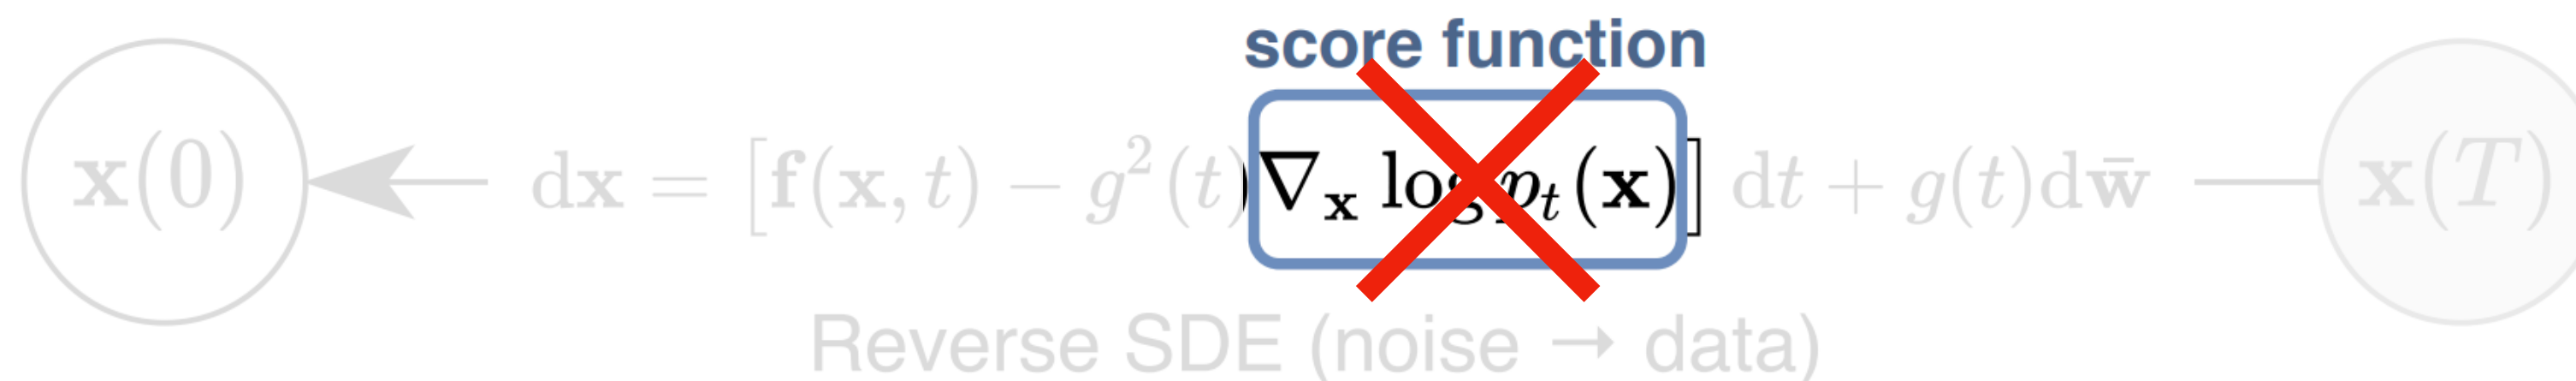 score function
x(0) dx = [f(x, t) − g²(t)∇ₓ log pₜ(x)] dt + g(t)dw̄ x(T)
Reverse SDE (noise → data)